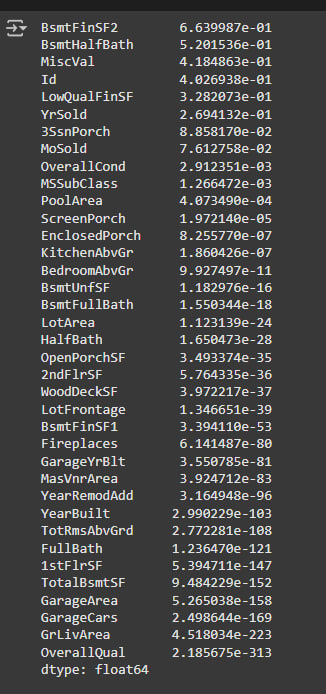 BsmtFinSF2 6.639987e-01
BsmtHalfBath 5.201536e-01
MiscVal 4.184863e-01
Id 4.026938e-01
LowQualFinSF 3.282073e-01
YrSold 2.694132e-01
3SsnPorch 8.858170e-02
MoSold 7.612758e-02
OverallCond 2.912351e-03
MSSubClass 1.266472e-03
PoolArea 4.073490e-04
ScreenPorch 1.972140e-05
EnclosedPorch 8.255770e-07
KitchenAbvGr 1.860426e-07
BedroomAbvGr 9.927497e-11
BsmtUnfSF 1.182976e-16
BsmtFullBath 1.550344e-18
LotArea 1.123139e-24
HalfBath 1.650473e-28
OpenPorchSF 3.493374e-35
2ndFlrSF 5.764335e-36
WoodDeckSF 3.972217e-37
LotFrontage 1.346651e-39
BsmtFinSF1 3.394110e-53
Fireplaces 6.141487e-80
GarageYrBlt 3.550785e-81
MasVnrArea 3.924712e-83
YearRemodAdd 3.164948e-96
YearBuilt 2.990229e-103
TotRmsAbvGrd 2.772281e-108
FullBath 1.236470e-121
1stFlrSF 5.394711e-147
TotalBsmtSF 9.484229e-152
GarageArea 5.265038e-158
GarageCars 2.498644e-169
GrLivArea 4.518034e-223
OverallQual 2.185675e-313
dtype: float64